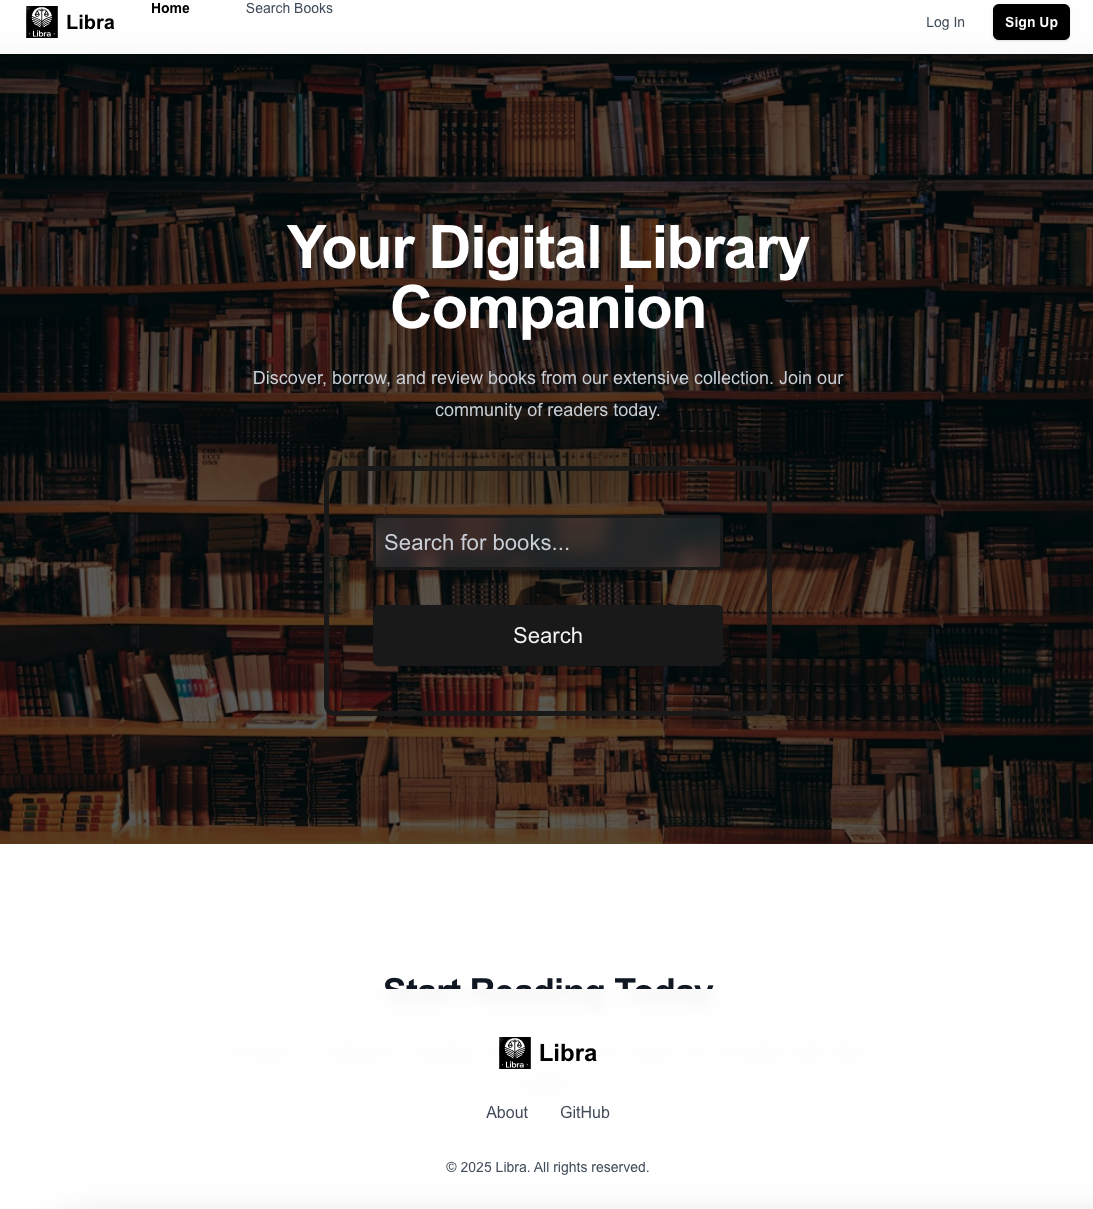 Libra
Libra
Home
Search Books
Log In
Sign Up
Your Digital Library
Companion
Discover, borrow, and review books from our extensive collection. Join our
community of readers today.
Search for books...
Search
Start Reading Today
Libra
Libra
About
GitHub
© 2025 Libra. All rights reserved.